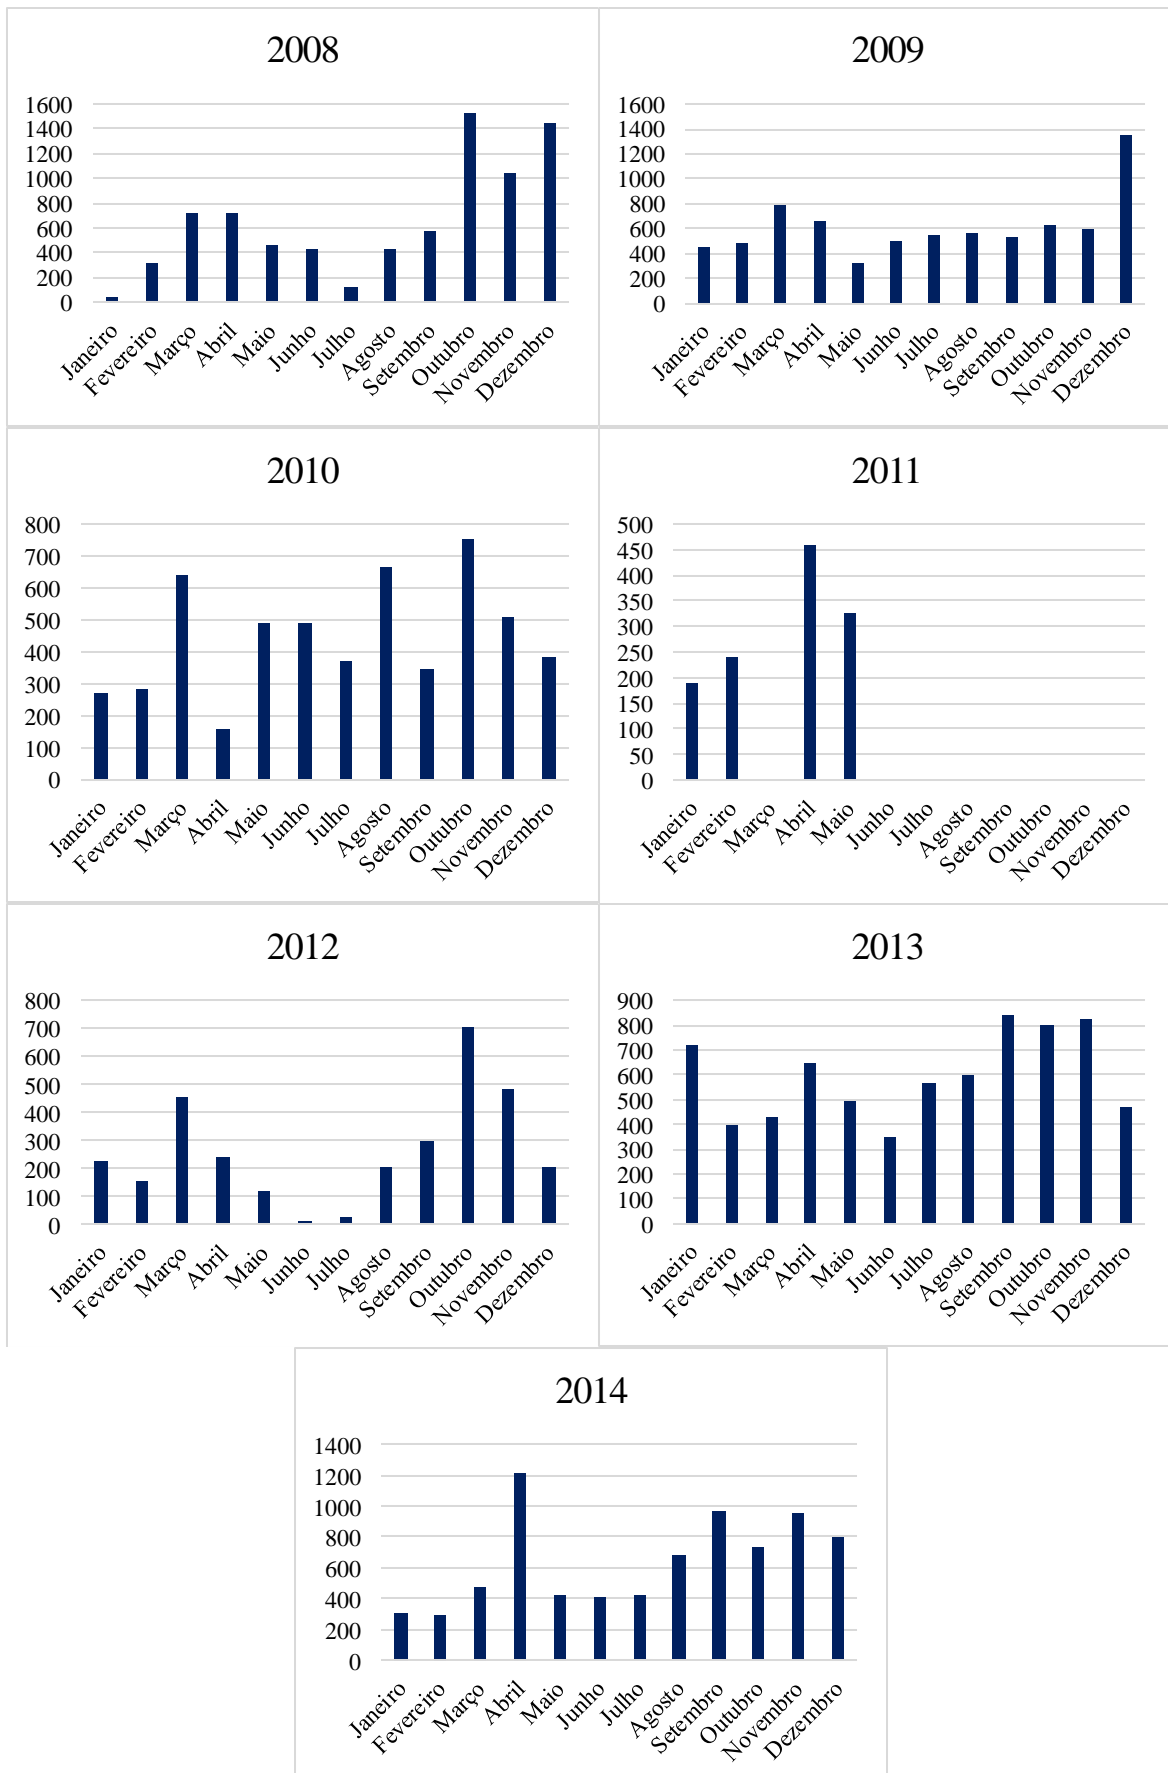 2008
1600
1400
1200
1000
800
600
400
200
0
Janeiro
Fevereiro
Março
Abril
Maio
Junho
Julho
Agosto
Setembro
Outubro
Novembro
Dezembro
2009
1600
1400
1200
1000
800
600
400
200
0
Janeiro
Fevereiro
Março
Abril
Maio
Junho
Julho
Agosto
Setembro
Outubro
Novembro
Dezembro
2010
800
700
600
500
400
300
200
100
0
Janeiro
Fevereiro
Março
Abril
Maio
Junho
Julho
Agosto
Setembro
Outubro
Novembro
Dezembro
2011
500
450
400
350
300
250
200
150
100
50
0
Janeiro
Fevereiro
Março
Abril
Maio
Junho
Julho
Agosto
Setembro
Outubro
Novembro
Dezembro
2012
800
700
600
500
400
300
200
100
0
Janeiro
Fevereiro
Março
Abril
Maio
Junho
Julho
Agosto
Setembro
Outubro
Novembro
Dezembro
2013
900
800
700
600
500
400
300
200
100
0
Janeiro
Fevereiro
Março
Abril
Maio
Junho
Julho
Agosto
Setembro
Outubro
Novembro
Dezembro
2014
1400
1200
1000
800
600
400
200
0
Janeiro
Fevereiro
Março
Abril
Maio
Junho
Julho
Agosto
Setembro
Outubro
Novembro
Dezembro